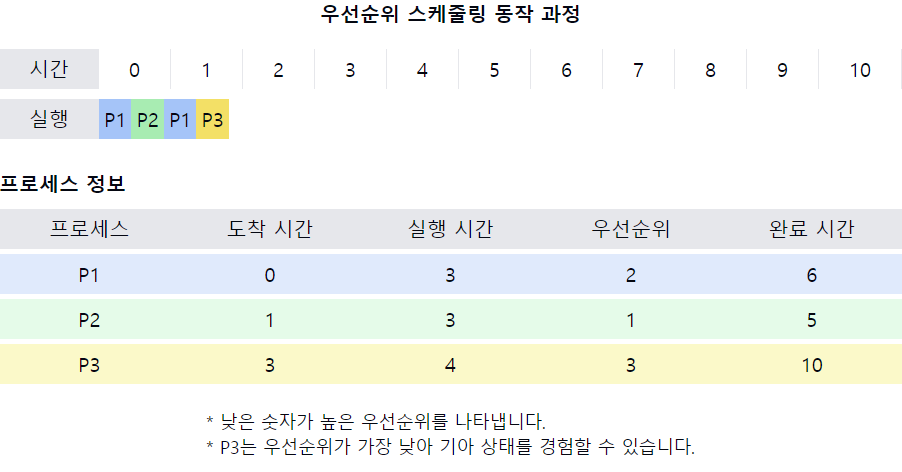 우선순위 스케줄링 동작 과정
시간 0 1 2 3 4 5 6 7 8 9 10
실행 P1 P2 P1 P3
프로세스 정보
프로세스 도착 시간 실행 시간 우선순위 완료 시간
P1 0 3 2 6
P2 1 3 1 5
P3 3 4 3 10
* 낮은 숫자가 높은 우선순위를 나타냅니다.
* P3는 우선순위가 가장 낮아 기아 상태를 경험할 수 있습니다.